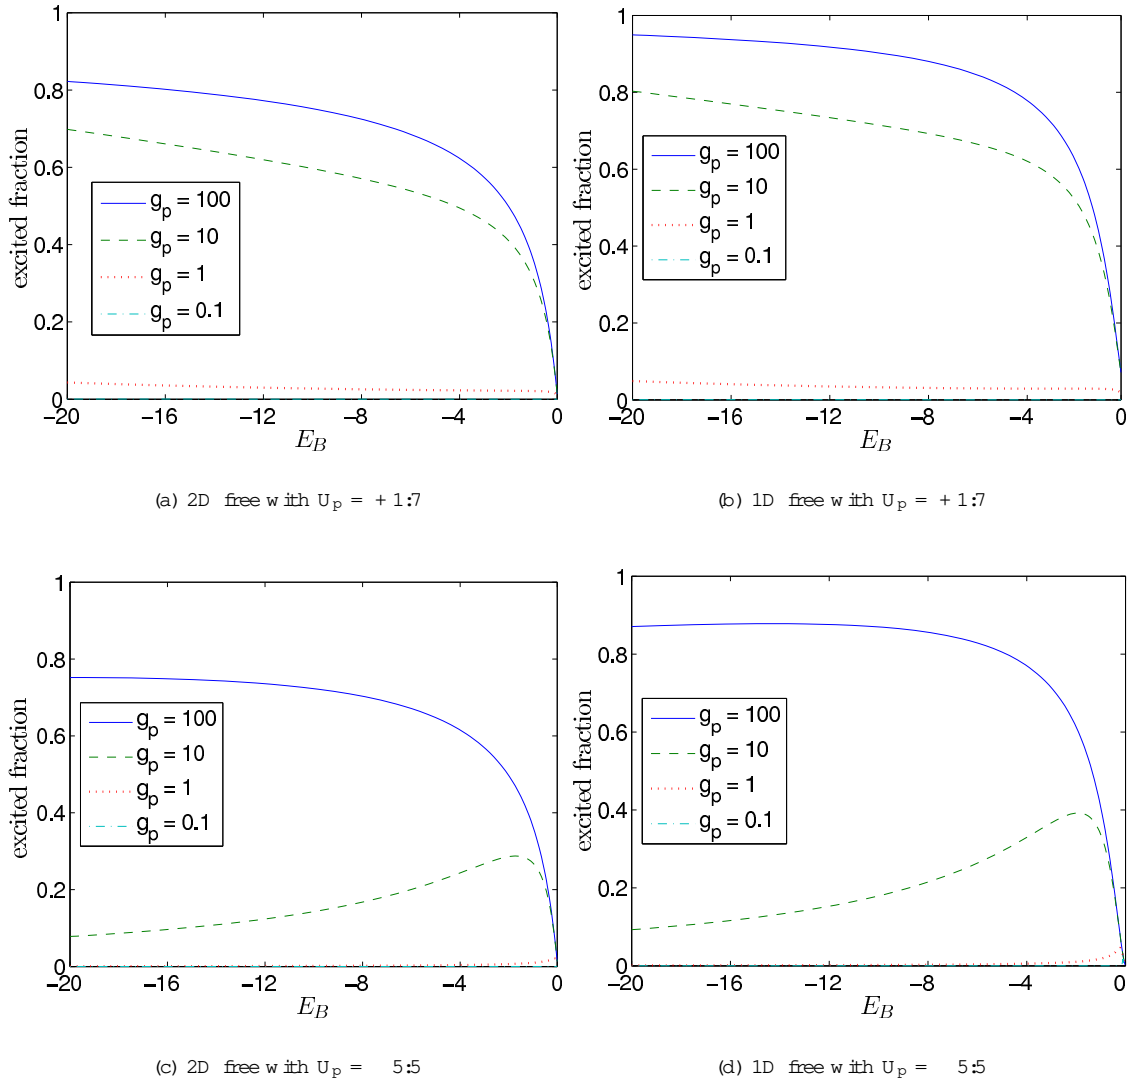 1
0.8
0.6
0.4
0.2
0
excited fraction
g_p = 100
g_p = 10
g_p = 1
g_p = 0.1
−20 −16 −12 −8 −4 0
E_B
(a) 2D free with U_p = +1:7
1
0.8
0.6
0.4
0.2
0
excited fraction
g_p = 100
g_p = 10
g_p = 1
g_p = 0.1
−20 −16 −12 −8 −4 0
E_B
(b) 1D free with U_p = +1:7
1
0.8
0.6
0.4
0.2
0
excited fraction
g_p = 100
g_p = 10
g_p = 1
g_p = 0.1
−20 −16 −12 −8 −4 0
E_B
(c) 2D free with U_p = 5:5
1
0.8
0.6
0.4
0.2
0
excited fraction
g_p = 100
g_p = 10
g_p = 1
g_p = 0.1
−20 −16 −12 −8 −4 0
E_B
(d) 1D free with U_p = 5:5